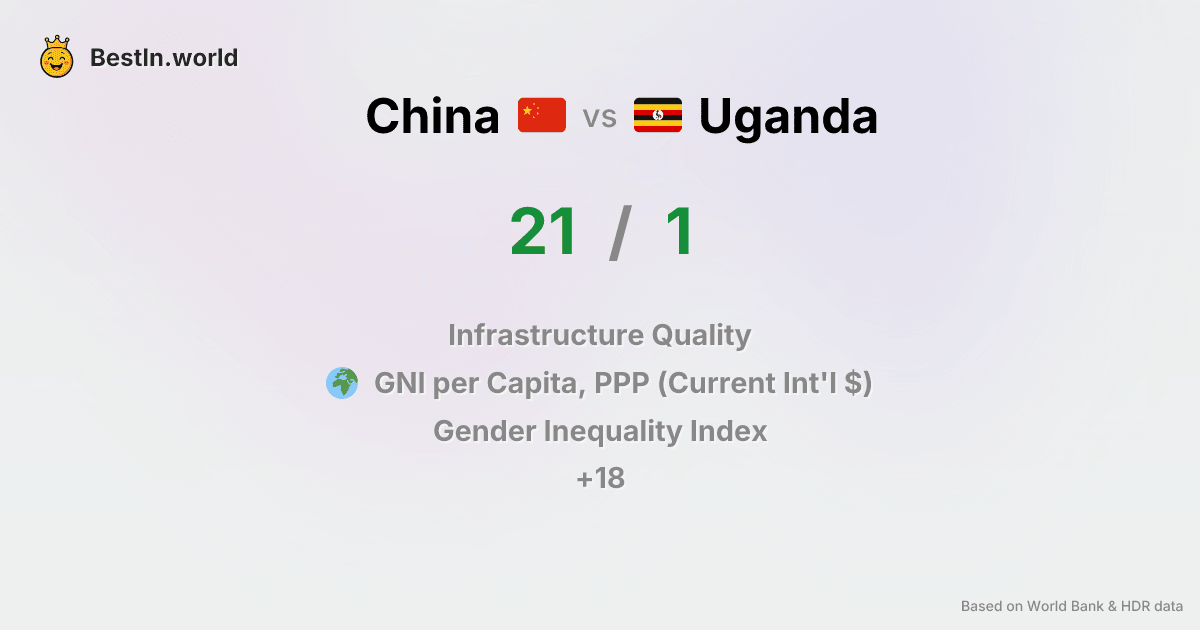 BestIn.world
China vs Uganda
21 / 1
Infrastructure Quality
GNI per Capita, PPP (Current Int'l $)
Gender Inequality Index
+18
Based on World Bank & HDR data